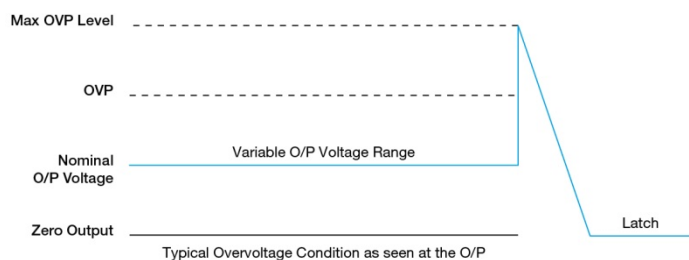 Max OVP Level
OVP
Variable O/P Voltage Range
Nominal
O/P Voltage
Zero Output
Latch
Typical Overvoltage Condition as seen at the O/P